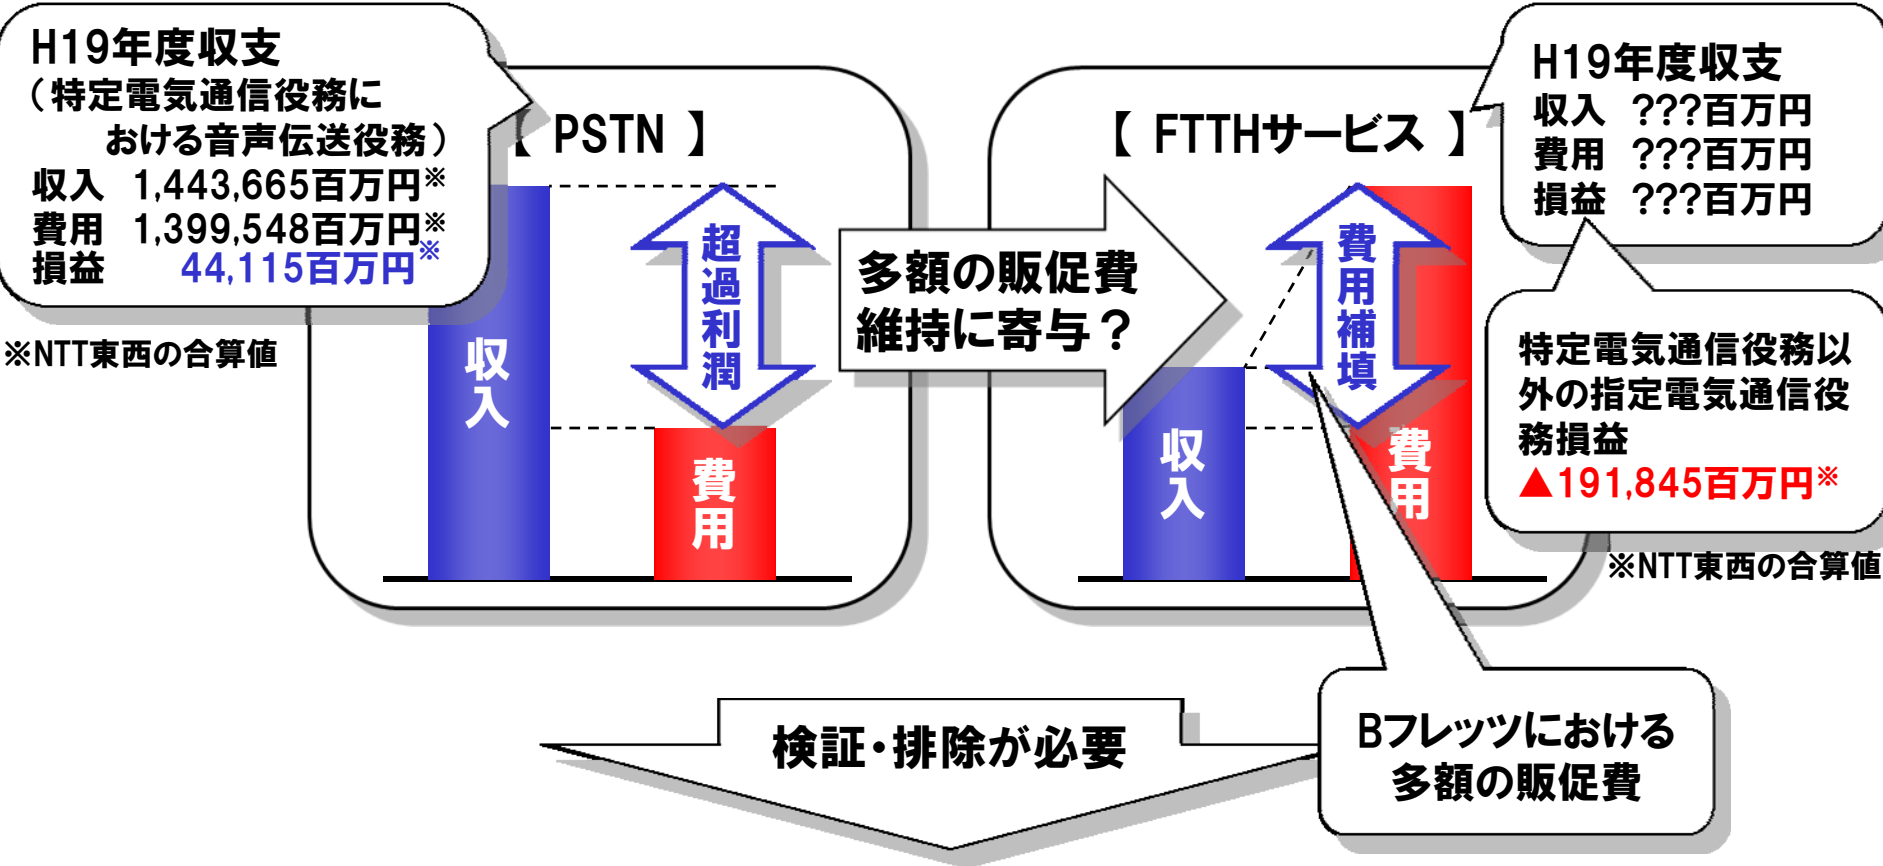 H19年度収支
（特定電気通信役務に
おける音声伝送役務）
収入 1,443,665百万円※
費用 1,399,548百万円※
損益 44,115百万円※
※NTT東西の合算値
【 PSTN 】
収入
超過利潤
費用
多額の販促費
維持に寄与？
【 FTTHサービス 】
収入
費用補填
費用
H19年度収支
収入 ???百万円
費用 ???百万円
損益 ???百万円
特定電気通信役務以
外の指定電気通信役
務損益
▲191,845百万円※
※NTT東西の合算値
Bフレッツにおける
多額の販促費
検証・排除が必要